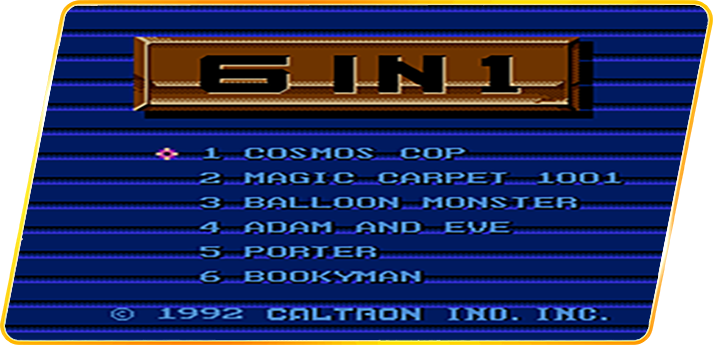 6 IN 1
1 COSMOS COP
2 MAGIC CARPET 1001
3 BALLOON MONSTER
4 ADAM AND EVE
5 PORTER
6 BOOKYMAN
© 1992 CALTRON IND. INC.